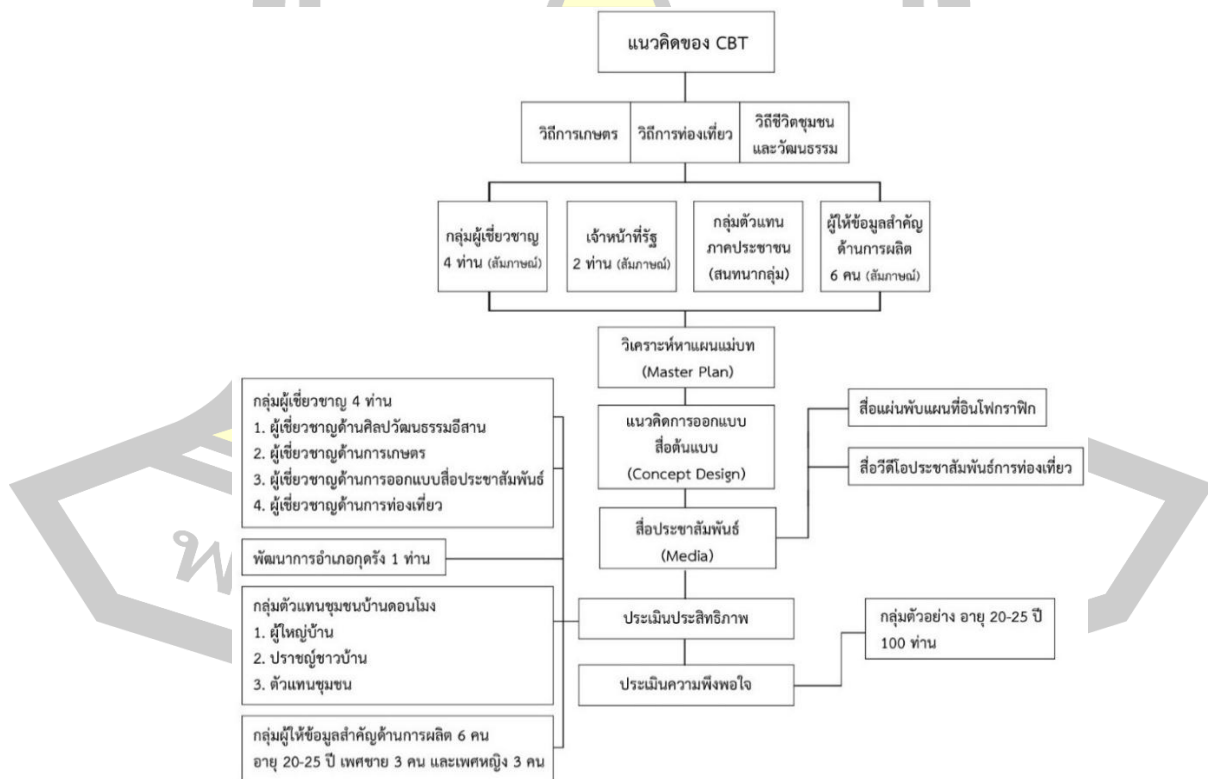 แนวคิดของ CBT
วิถีการเกษตร
วิถีการท่องเที่ยว
วิถีชีวิตชุมชน
และวัฒนธรรม
กลุ่มผู้เชี่ยวชาญ
4 ท่าน (สัมภาษณ์)
เจ้าหน้าที่รัฐ
2 ท่าน (สัมภาษณ์)
กลุ่มตัวแทน
ภาคประชาชน
(สนทนากลุ่ม)
ผู้ให้ข้อมูลสำคัญ
ด้านการผลิต
6 คน (สัมภาษณ์)
วิเคราะห์หาแผนแม่บท
(Master Plan)
แนวคิดการออกแบบ
สื่อต้นแบบ
(Concept Design)
สื่อประชาสัมพันธ์
(Media)
สื่อแผ่นพับแผนที่อินโฟกราฟิก
สื่อวีดีโอประชาสัมพันธ์การท่องเที่ยว
กลุ่มผู้เชี่ยวชาญ 4 ท่าน
1. ผู้เชี่ยวชาญด้านศิลปวัฒนธรรมอีสาน
2. ผู้เชี่ยวชาญด้านการเกษตร
3. ผู้เชี่ยวชาญด้านการออกแบบสื่อประชาสัมพันธ์
4. ผู้เชี่ยวชาญด้านการท่องเที่ยว
พัฒนาการอำเภอกุดรัง 1 ท่าน
กลุ่มตัวแทนชุมชนบ้านดอนโมง
1. ผู้ใหญ่บ้าน
2. ปราชญ์ชาวบ้าน
3. ตัวแทนชุมชน
กลุ่มผู้ให้ข้อมูลสำคัญด้านการผลิต 6 คน
อายุ 20-25 ปี เพศชาย 3 คน และเพศหญิง 3 คน
ประเมินประสิทธิภาพ
ประเมินความพึงพอใจ
กลุ่มตัวอย่าง อายุ 20-25 ปี
100 ท่าน